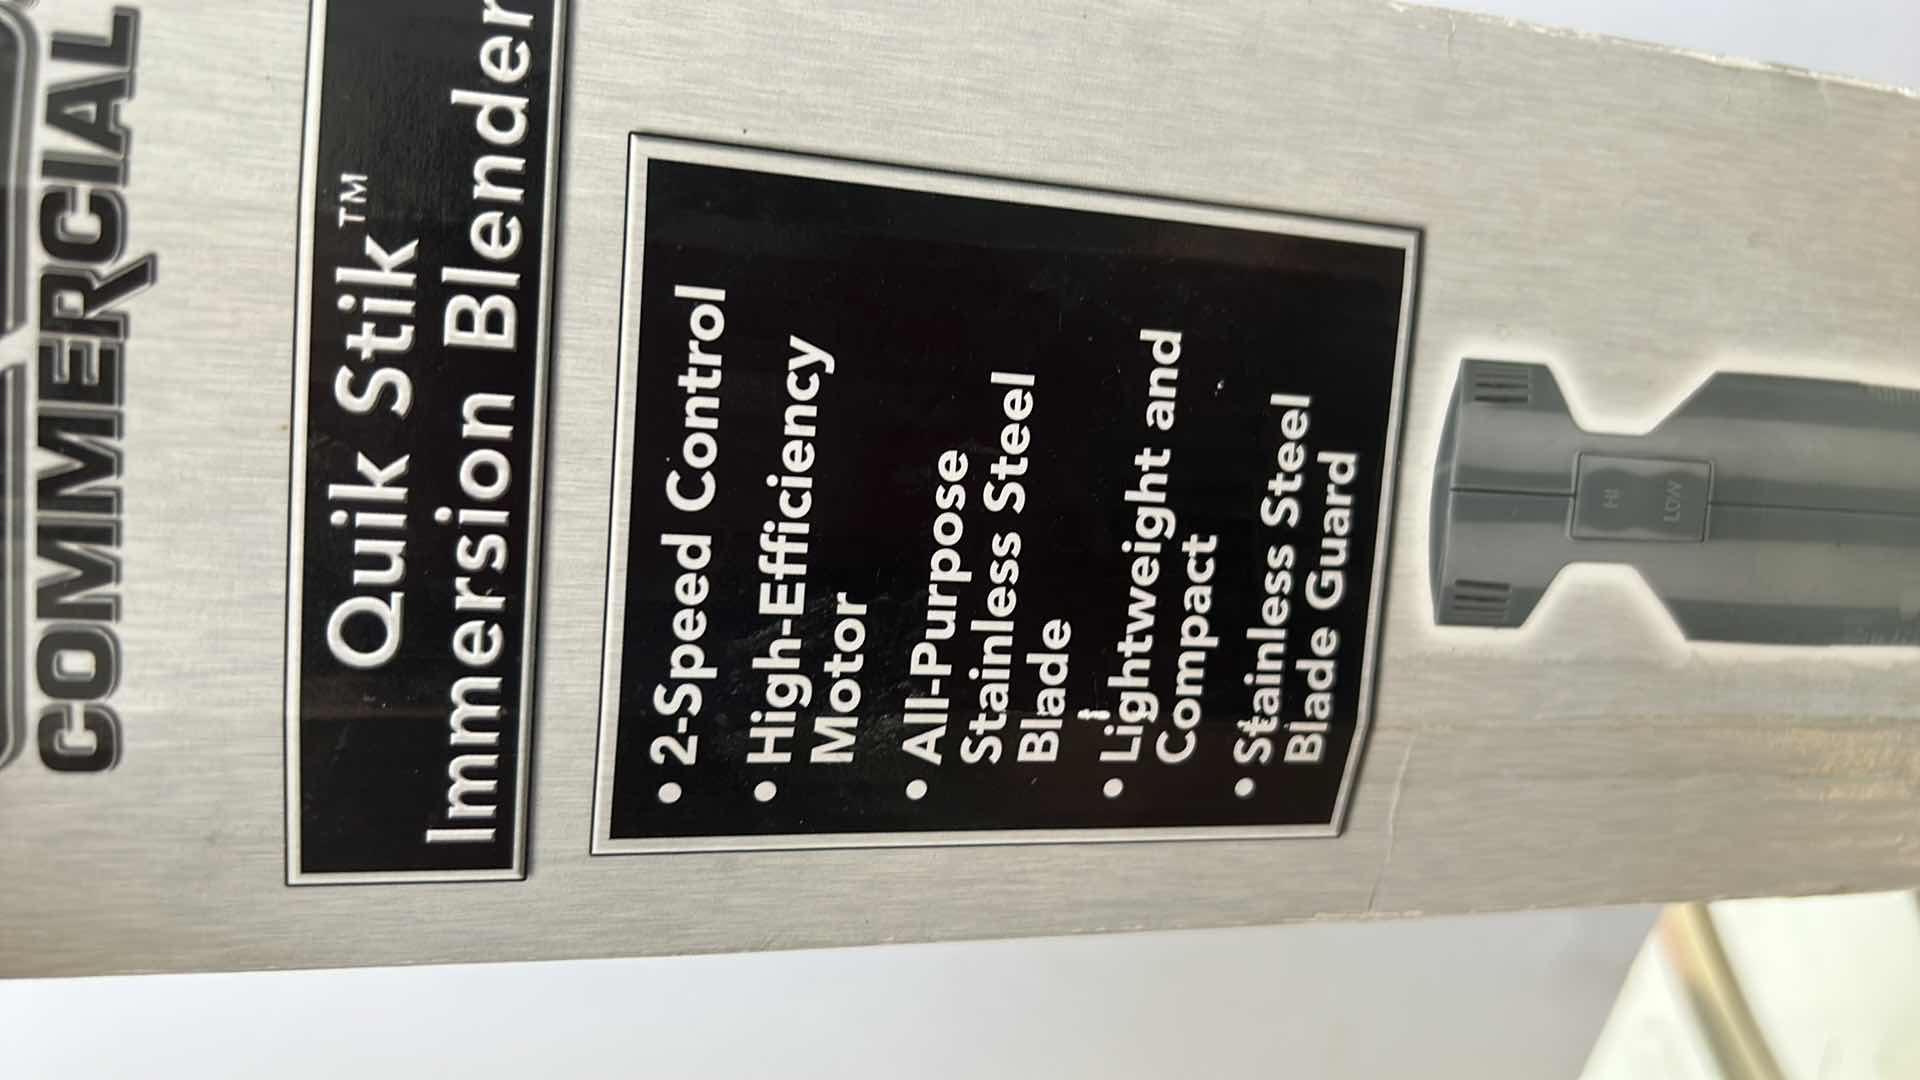 COMMERCIAL
Quik Stik™
Immersion Blender
• 2-Speed Control
• High-Efficiency
Motor
• All-Purpose
Stainless Steel
Blade
• Lightweight and
Compact
• Stainless Steel
Blade Guard
HI
LOW